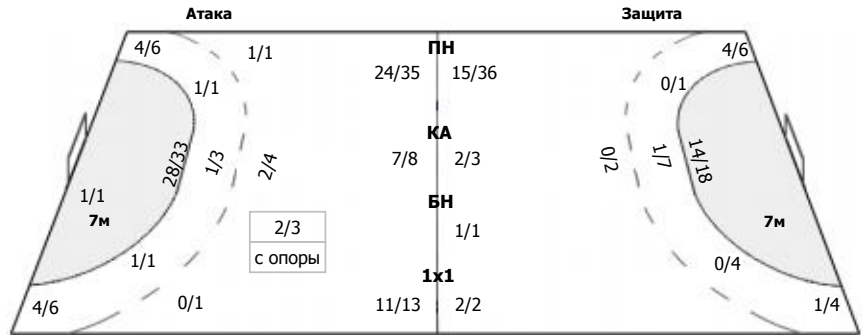 Атака Защита
4/6 1/1 ПН 4/6
24/35 15/36
1/1 0/1
КА
28/33 1/3 2/4 7/8 2/3 0/2 1/7 14/18
1/1
БН
7м 7м
2/3 1/1
с опоры
1/1 0/4
1x1
4/6 0/1 11/13 2/2 1/4